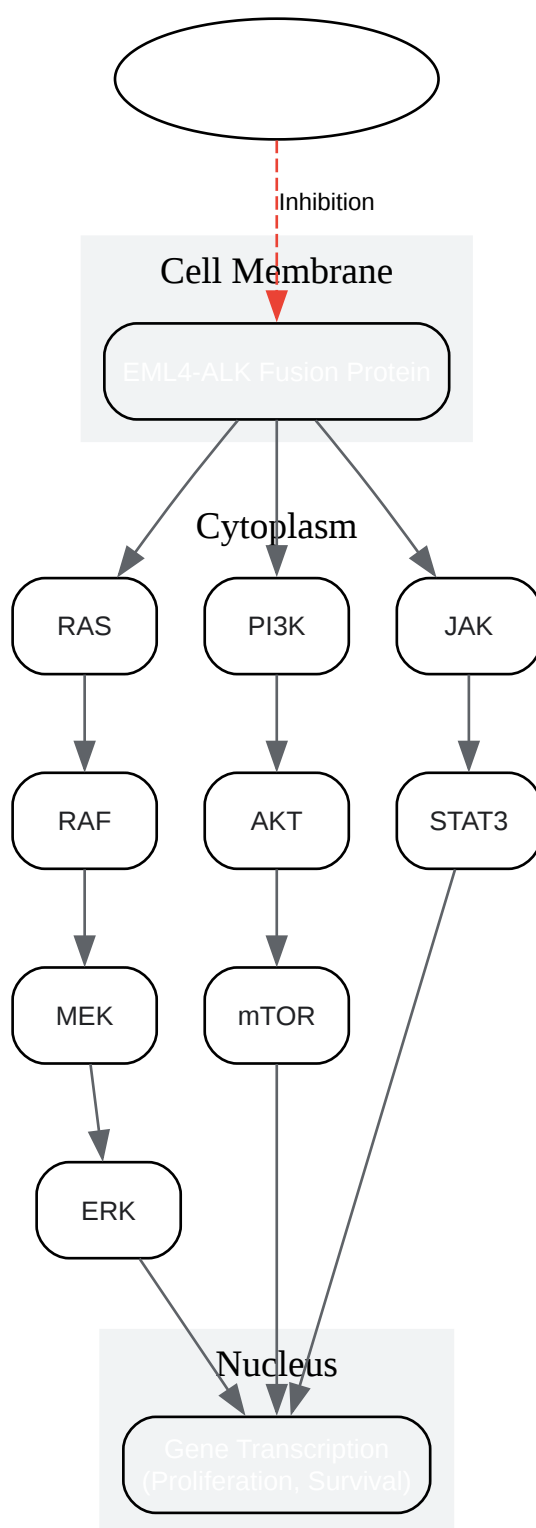 Inhibition
Cell Membrane
EML4-ALK Fusion Protein
Cytoplasm
RAS
PI3K
JAK
RAF
AKT
STAT3
MEK
mTOR
ERK
Nucleus
Gene Transcription
(Proliferation, Survival)